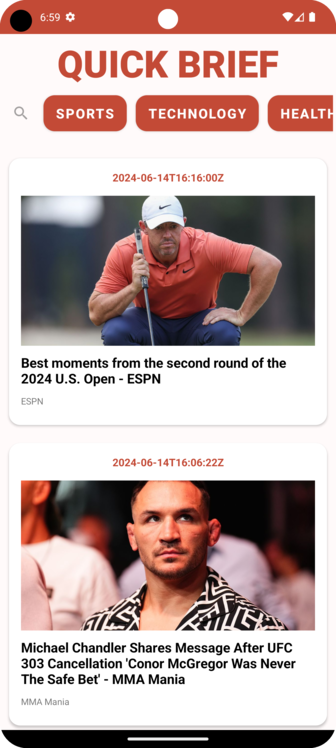 6:59
QUICK BRIEF
SPORTS TECHNOLOGY HEALTH
2024-06-14T16:16:00Z
Best moments from the second round of the
2024 U.S. Open - ESPN
ESPN
2024-06-14T16:06:22Z
Michael Chandler Shares Message After UFC
303 Cancellation 'Conor McGregor Was Never
The Safe Bet' - MMA Mania
MMA Mania